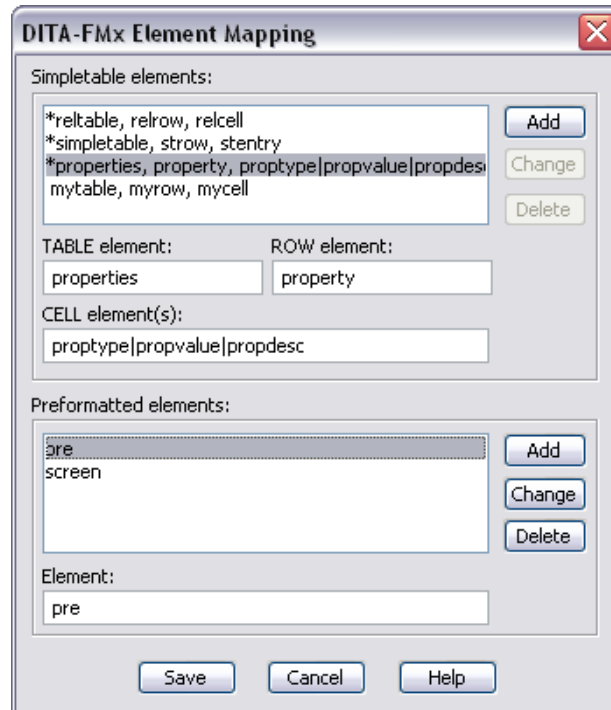 DITA-FMx Element Mapping
Simpletable elements:
*reltable, relrow, relcell
*simpletable, strow, stentry
*properties, property, proptype|propvalue|propdesc
mytable, myrow, mycell
Add
Change
Delete
TABLE element: ROW element:
properties property
CELL element(s):
proptype|propvalue|propdesc
Preformatted elements:
pre
screen
Add
Change
Delete
Element:
pre
Save Cancel Help